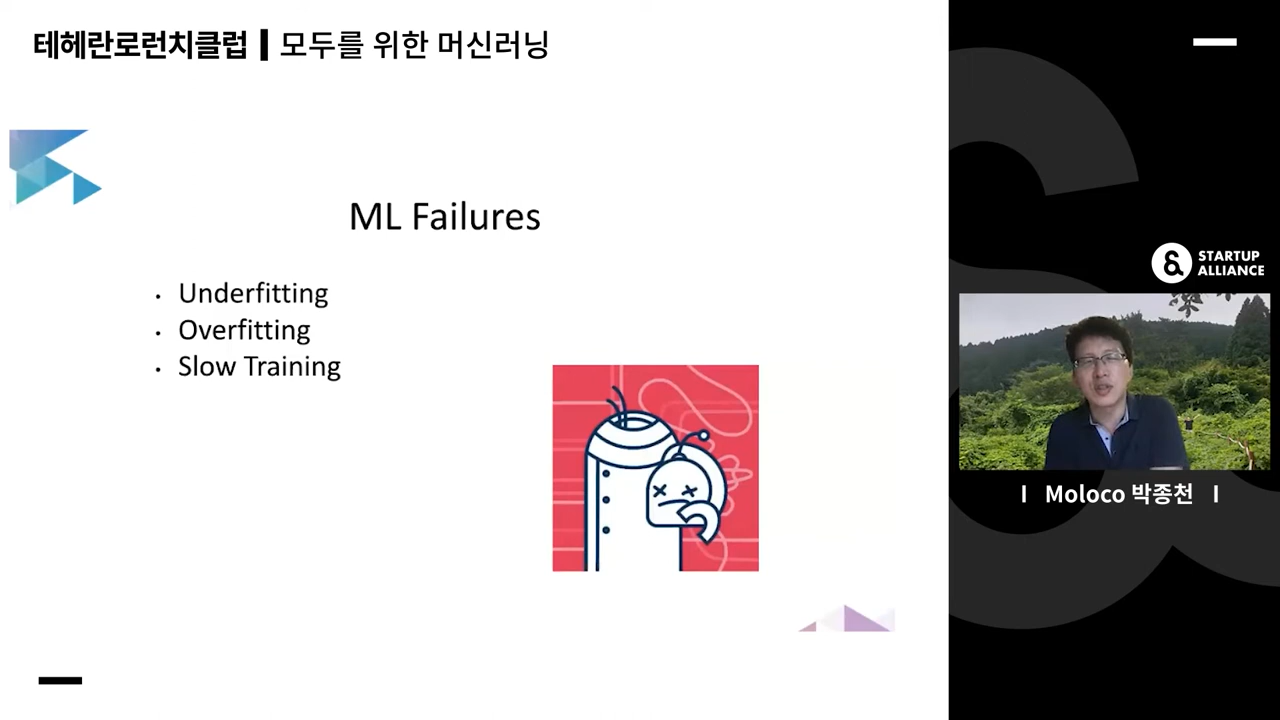 테헤란로런치클럽 | 모두를 위한 머신러닝
ML Failures
• Underfitting
• Overfitting
• Slow Training
STARTUP
ALLIANCE
I Moloco 박종천 I